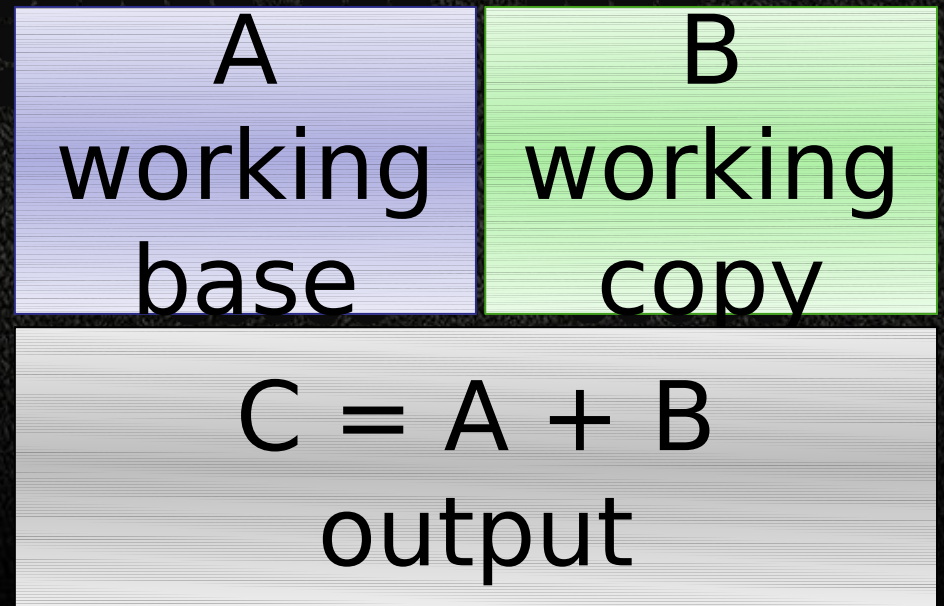 A
working
base
B
working
copy
C = A + B
output